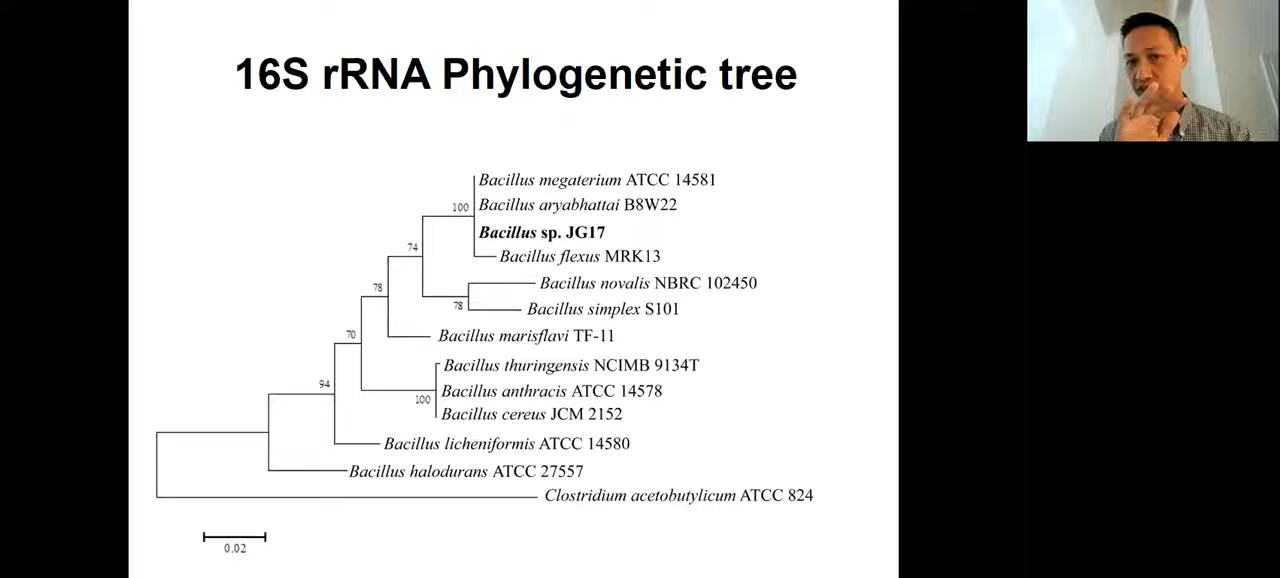 16S rRNA Phylogenetic tree
Bacillus megaterium ATCC 14581
100
Bacillus aryabhattai B8W22
Bacillus sp. JG17
74
Bacillus flexus MRK13
Bacillus novalis NBRC 102450
78
78
Bacillus simplex S101
Bacillus marisflavi TF-11
70
Bacillus thuringensis NCIMB 9134T
Bacillus anthracis ATCC 14578
100
94
Bacillus cereus JCM 2152
Bacillus licheniformis ATCC 14580
Bacillus halodurans ATCC 27557
Clostridium acetobutylicum ATCC 824
0.02